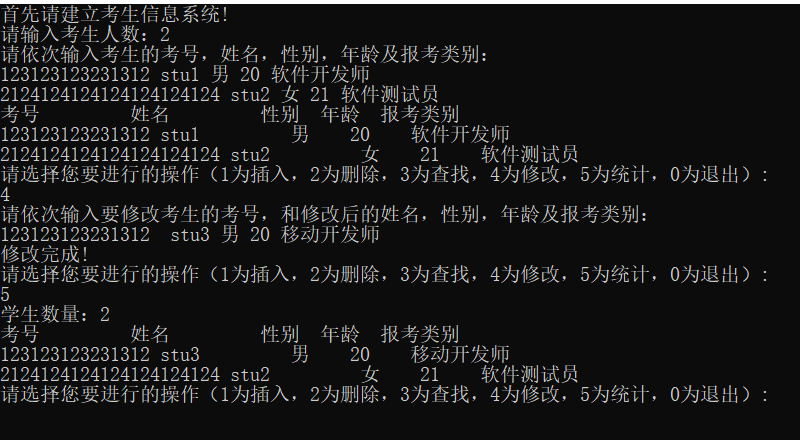 首先请建立考生信息系统!
请输入考生人数: 2
请依次输入考生的考号, 姓名, 性别, 年龄及报考类别:
123123123231312 stu1 男 20 软件开发师
2124124124124124124124 stu2 女 21 软件测试员
考号 姓名 性别 年龄 报考类别
123123123231312 stu1 男 20 软件开发师
2124124124124124124124 stu2 女 21 软件测试员
请选择您要进行的操作（1为插入, 2为删除, 3为查找, 4为修改, 5为统计, 0为退出）:
4
请依次输入要修改考生的考号, 和修改后的姓名, 性别, 年龄及报考类别:
123123123231312  stu3 男 20 移动开发师
修改完成!
请选择您要进行的操作（1为插入, 2为删除, 3为查找, 4为修改, 5为统计, 0为退出）:
5
学生数量: 2
考号 姓名 性别 年龄 报考类别
123123123231312 stu3 男 20 移动开发师
2124124124124124124124 stu2 女 21 软件测试员
请选择您要进行的操作（1为插入, 2为删除, 3为查找, 4为修改, 5为统计, 0为退出）: